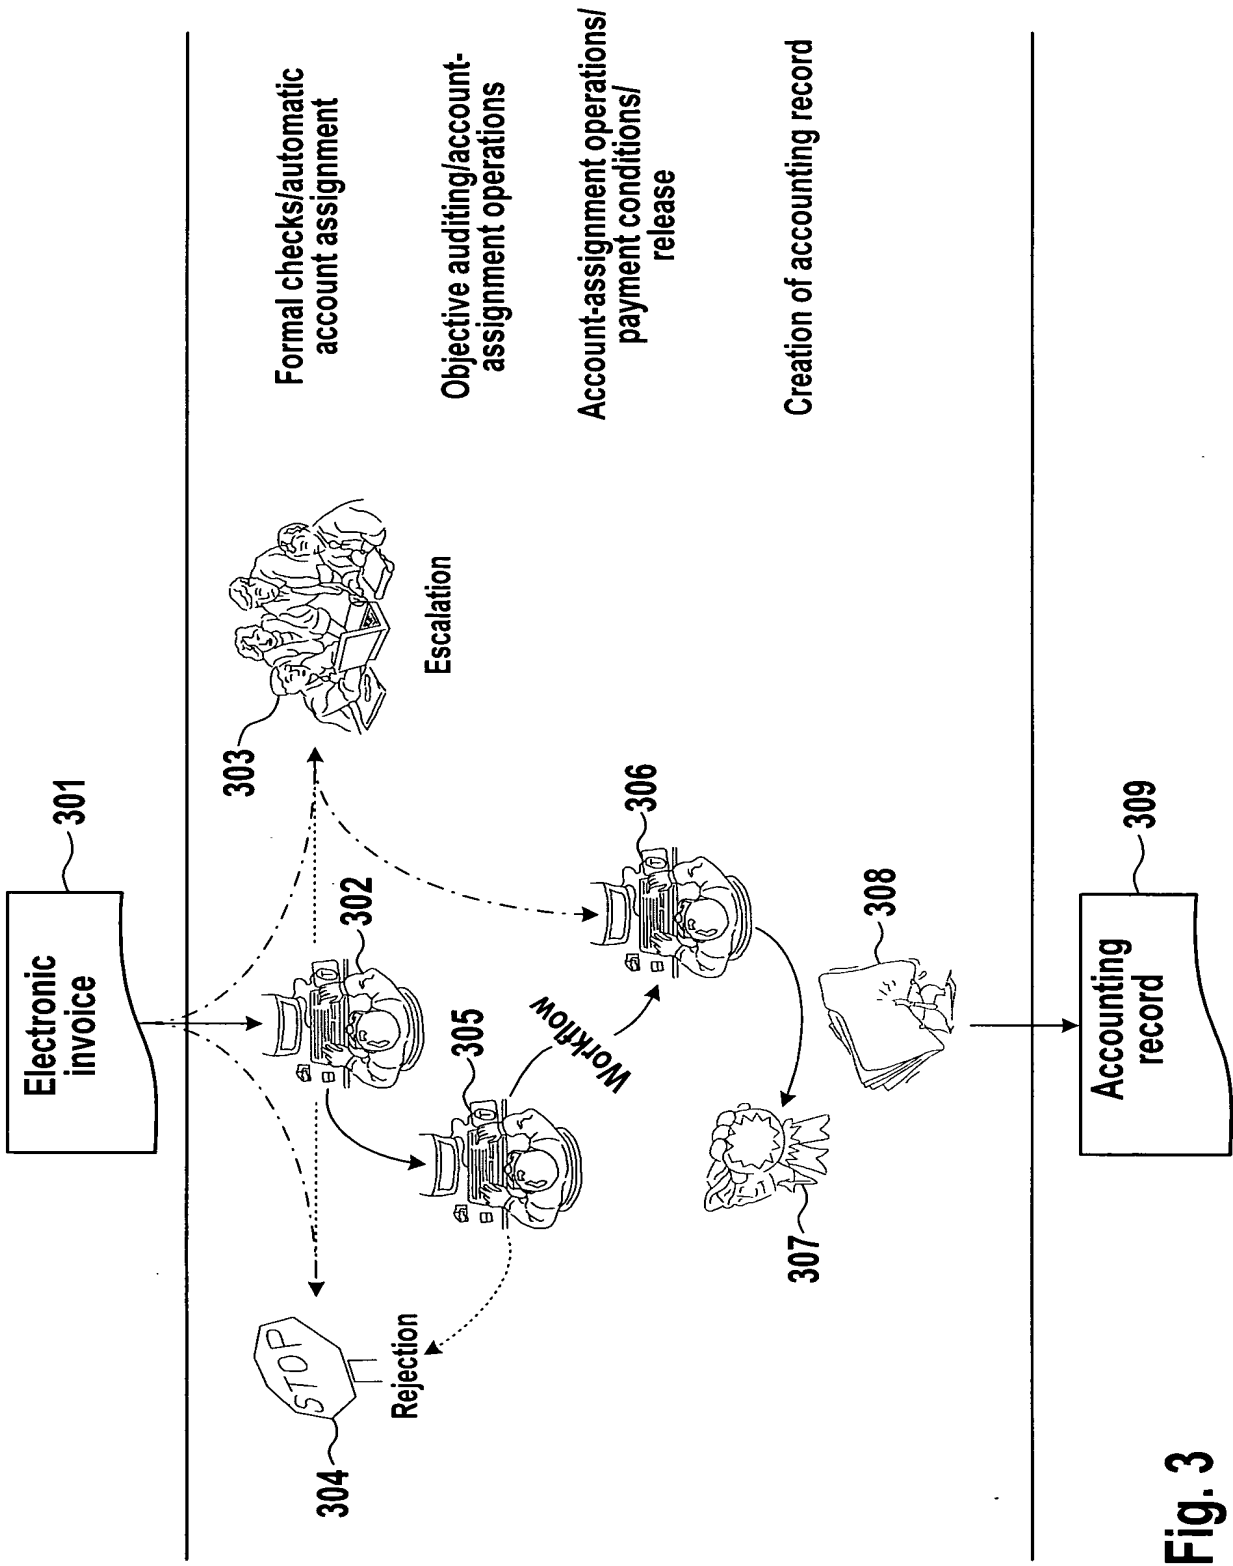 Electronic
invoice
301
Formal checks/automatic
account assignment
303
302
304
STOP
Rejection
Escalation
Objective auditing/account-
assignment operations
305
Workflow
306
Account-assignment operations/
payment conditions/
release
307
308
Creation of accounting record
Accounting
record
309
Fig. 3